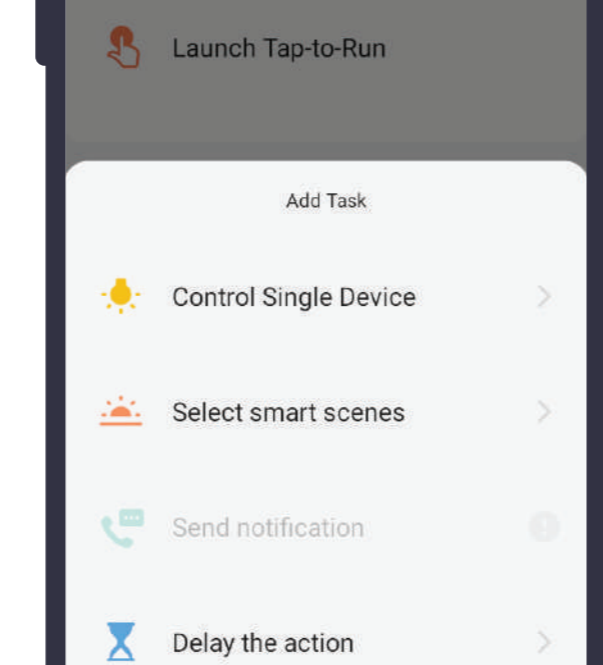 Launch Tap-to-Run
Add Task
Control Single Device
Select smart scenes
Send notification
Delay the action